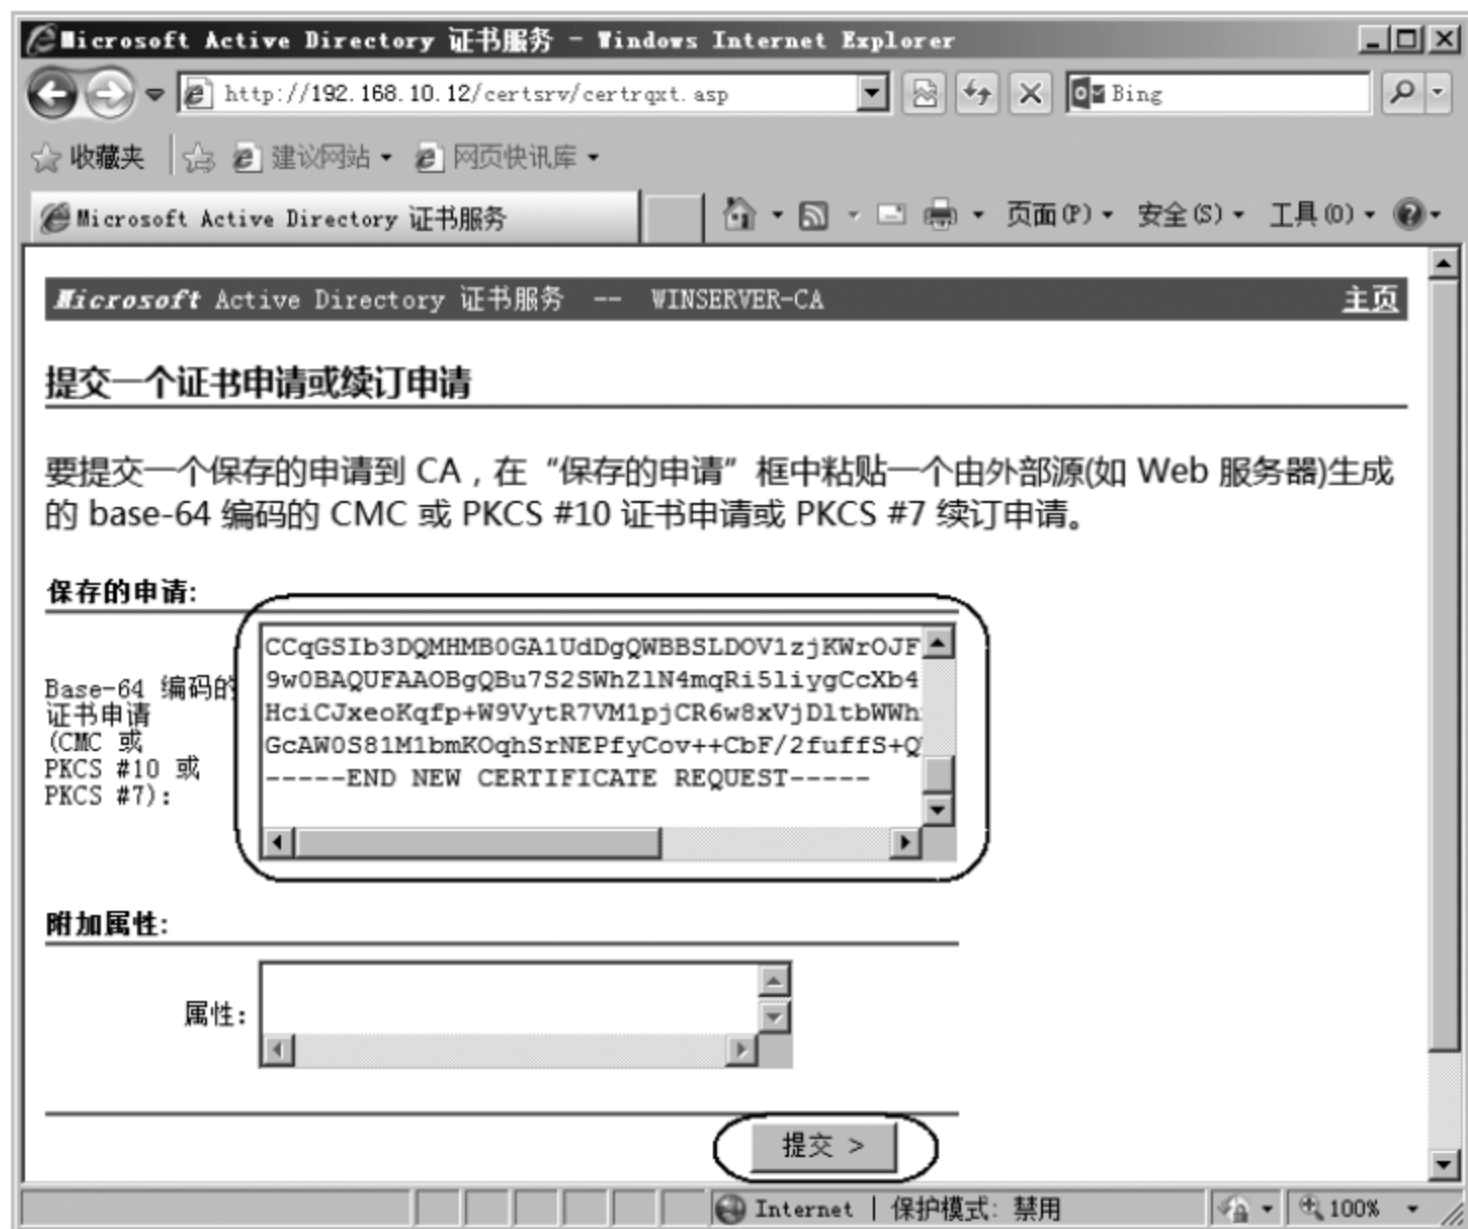 Microsoft Active Directory 证书服务 - Windows Internet Explorer
http://192.168.10.12/certsrv/certrqxt.asp
Bing
收藏夹 建议网站 网页快讯库
Microsoft Active Directory 证书服务 页面(P) 安全(S) 工具(O)
Microsoft Active Directory 证书服务 -- WINSERVER-CA 主页
提交一个证书申请或续订申请
要提交一个保存的申请到 CA，在“保存的申请”框中粘贴一个由外部源(如 Web 服务器)生成
的 base-64 编码的 CMC 或 PKCS #10 证书申请或 PKCS #7 续订申请。
保存的申请:
Base-64 编码的
证书申请
(CMC 或
PKCS #10 或
PKCS #7):
CCqGSIb3DQMHMB0GA1UdDgQWBBSLDOV1zjKWrOJF
9w0BAQUFAAOBgQBu7S2SWhZlN4mqRi5liygCcXb4
HciCJxeoKqfp+W9VytR7VM1pjCR6w8xVjDltbWWh
GcAW0S81M1bmKOqhSrNEPfyCov++CbF/2fuffS+Q
-----END NEW CERTIFICATE REQUEST-----
附加属性:
属性:
提交 >
Internet | 保护模式: 禁用 100%